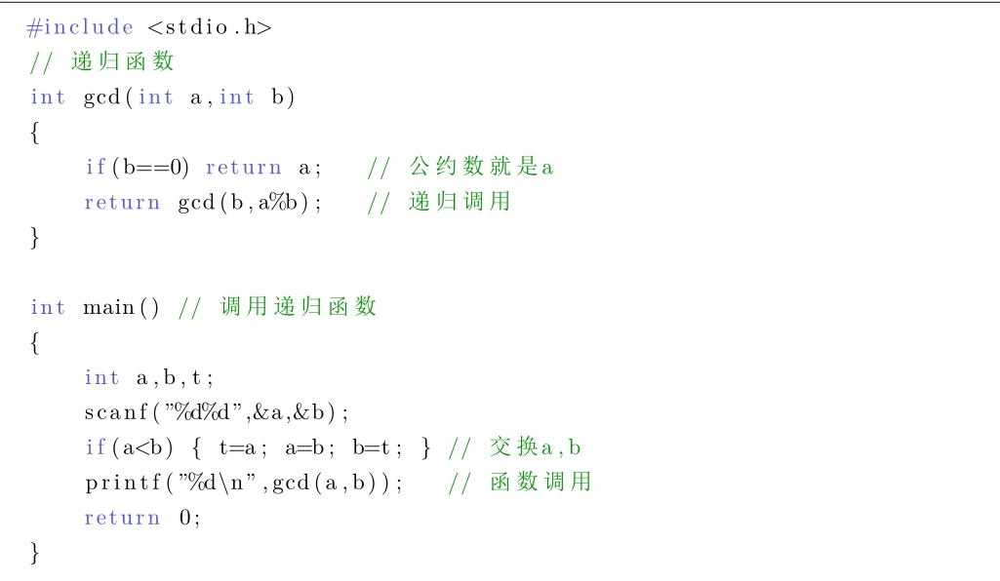 #include <stdio.h>
// 递归函数
int gcd(int a,int b)
{
    if(b==0) return a;   // 公约数就是a
    return gcd(b,a%b);   // 递归调用
}

int main() // 调用递归函数
{
    int a,b,t;
    scanf("%d%d",&a,&b);
    if(a<b) { t=a; a=b; b=t; } // 交换a,b
    printf("%d\n",gcd(a,b));   // 函数调用
    return 0;
}